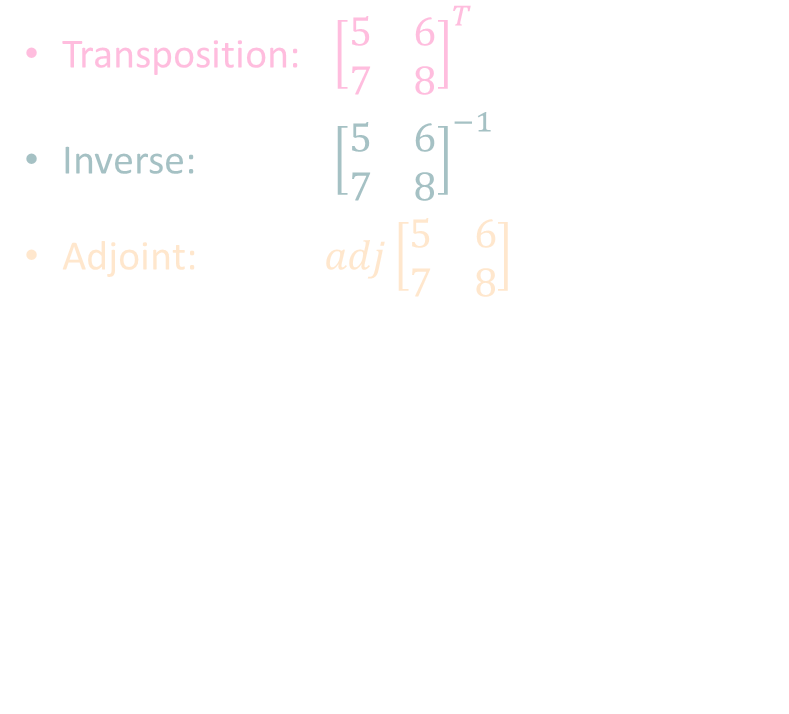 • Transposition: [5 6; 7 8]^T
• Inverse: [5 6; 7 8]^−1
• Adjoint: adj [5 6; 7 8]